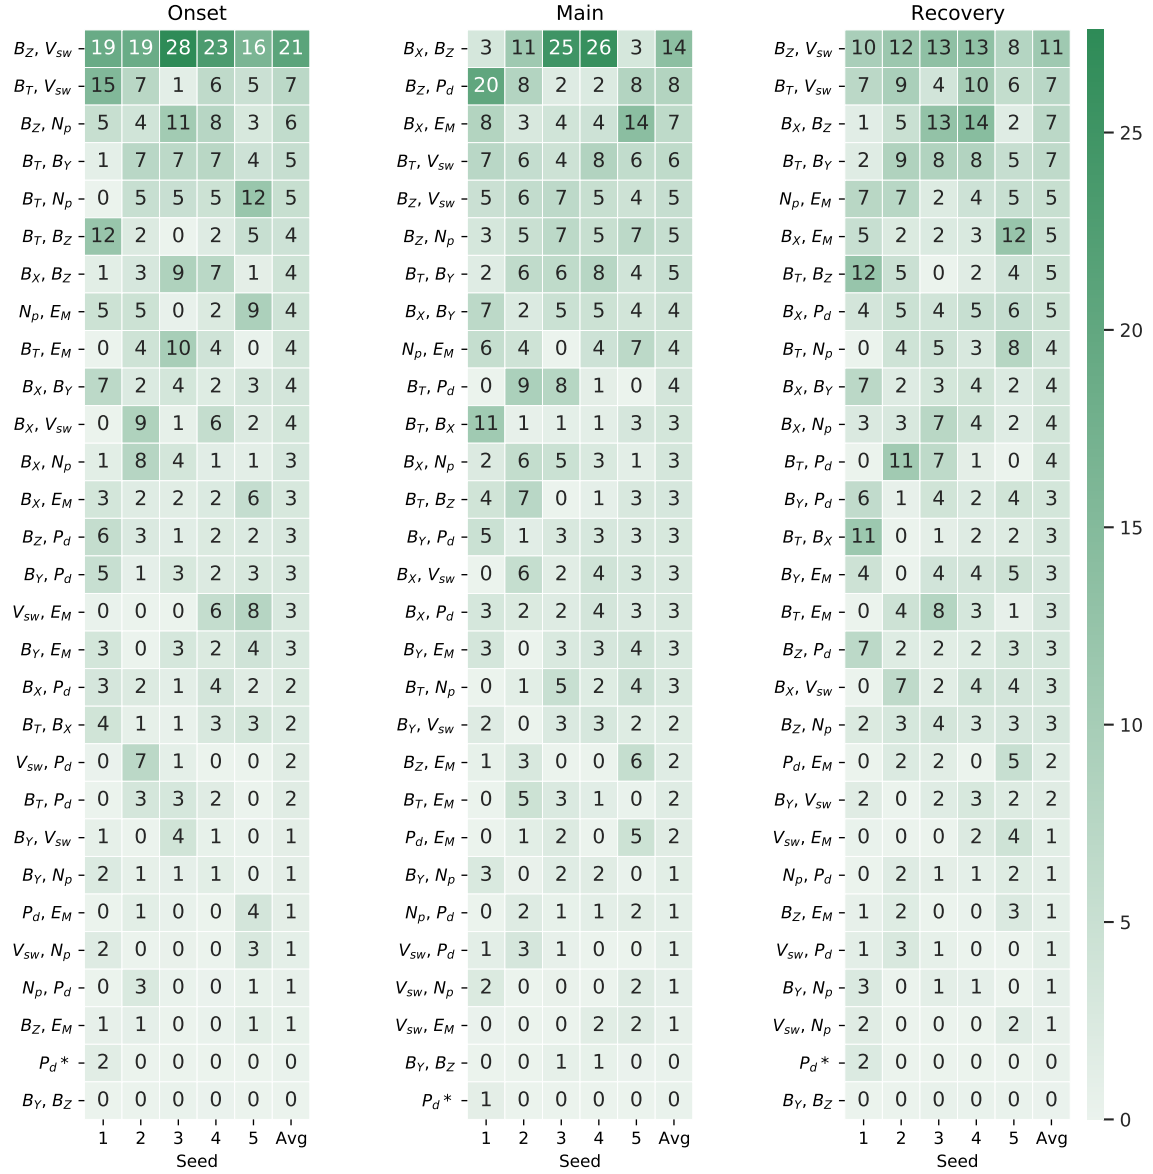 Onset
B_Z, V_sw 19 19 28 23 16 21
B_T, V_sw 15 7 1 6 5 7
B_Z, N_p 5 4 11 8 3 6
B_T, B_Y 1 7 7 7 4 5
B_T, N_p 0 5 5 5 12 5
B_T, B_Z 12 2 0 2 5 4
B_X, B_Z 1 3 9 7 1 4
N_p, E_M 5 5 0 2 9 4
B_T, E_M 0 4 10 4 0 4
B_X, B_Y 7 2 4 2 3 4
B_X, V_sw 0 9 1 6 2 4
B_X, N_p 1 8 4 1 1 3
B_X, E_M 3 2 2 2 6 3
B_Z, P_d 6 3 1 2 2 3
B_Y, P_d 5 1 3 2 3 3
V_sw, E_M 0 0 0 6 8 3
B_Y, E_M 3 0 3 2 4 3
B_X, P_d 3 2 1 4 2 2
B_T, B_X 4 1 1 3 3 2
V_sw, P_d 0 7 1 0 0 2
B_T, P_d 0 3 3 2 0 2
B_Y, V_sw 1 0 4 1 0 1
B_Y, N_p 2 1 1 1 0 1
P_d, E_M 0 1 0 0 4 1
V_sw, N_p 2 0 0 0 3 1
N_p, P_d 0 3 0 0 1 1
B_Z, E_M 1 1 0 0 1 1
P_d * 2 0 0 0 0 0
B_Y, B_Z 0 0 0 0 0 0
1 2 3 4 5 Avg
Seed
Main
B_X, B_Z 3 11 25 26 3 14
B_Z, P_d 20 8 2 2 8 8
B_X, E_M 8 3 4 4 14 7
B_T, V_sw 7 6 4 8 6 6
B_Z, V_sw 5 6 7 5 4 5
B_Z, N_p 3 5 7 5 7 5
B_T, B_Y 2 6 6 8 4 5
B_X, B_Y 7 2 5 5 4 4
N_p, E_M 6 4 0 4 7 4
B_T, P_d 0 9 8 1 0 4
B_T, B_X 11 1 1 1 3 3
B_X, N_p 2 6 5 3 1 3
B_T, B_Z 4 7 0 1 3 3
B_Y, P_d 5 1 3 3 3 3
B_X, V_sw 0 6 2 4 3 3
B_X, P_d 3 2 2 4 3 3
B_Y, E_M 3 0 3 3 4 3
B_T, N_p 0 1 5 2 4 3
B_Y, V_sw 2 0 3 3 2 2
B_Z, E_M 1 3 0 0 6 2
B_T, E_M 0 5 3 1 0 2
P_d, E_M 0 1 2 0 5 2
B_Y, N_p 3 0 2 2 0 1
N_p, P_d 0 2 1 1 2 1
V_sw, P_d 1 3 1 0 0 1
V_sw, N_p 2 0 0 0 2 1
V_sw, E_M 0 0 0 2 2 1
B_Y, B_Z 0 0 1 1 0 0
P_d * 1 0 0 0 0 0
1 2 3 4 5 Avg
Seed
Recovery
B_Z, V_sw 10 12 13 13 8 11
B_T, V_sw 7 9 4 10 6 7
B_X, B_Z 1 5 13 14 2 7
B_T, B_Y 2 9 8 8 5 7
N_p, E_M 7 7 2 4 5 5
B_X, E_M 5 2 2 3 12 5
B_T, B_Z 12 5 0 2 4 5
B_X, P_d 4 5 4 5 6 5
B_T, N_p 0 4 5 3 8 4
B_X, B_Y 7 2 3 4 2 4
B_X, N_p 3 3 7 4 2 4
B_T, P_d 0 11 7 1 0 4
B_Y, P_d 6 1 4 2 4 3
B_T, B_X 11 0 1 2 2 3
B_Y, E_M 4 0 4 4 5 3
B_T, E_M 0 4 8 3 1 3
B_Z, P_d 7 2 2 2 3 3
B_X, V_sw 0 7 2 4 4 3
B_Z, N_p 2 3 4 3 3 3
P_d, E_M 0 2 2 0 5 2
B_Y, V_sw 2 0 2 3 2 2
V_sw, E_M 0 0 0 2 4 1
N_p, P_d 0 2 1 1 2 1
B_Z, E_M 1 2 0 0 3 1
V_sw, P_d 1 3 1 0 0 1
B_Y, N_p 3 0 1 1 0 1
V_sw, N_p 2 0 0 0 2 1
P_d * 2 0 0 0 0 0
B_Y, B_Z 0 0 0 0 0 0
1 2 3 4 5 Avg
Seed
25
20
15
10
5
0